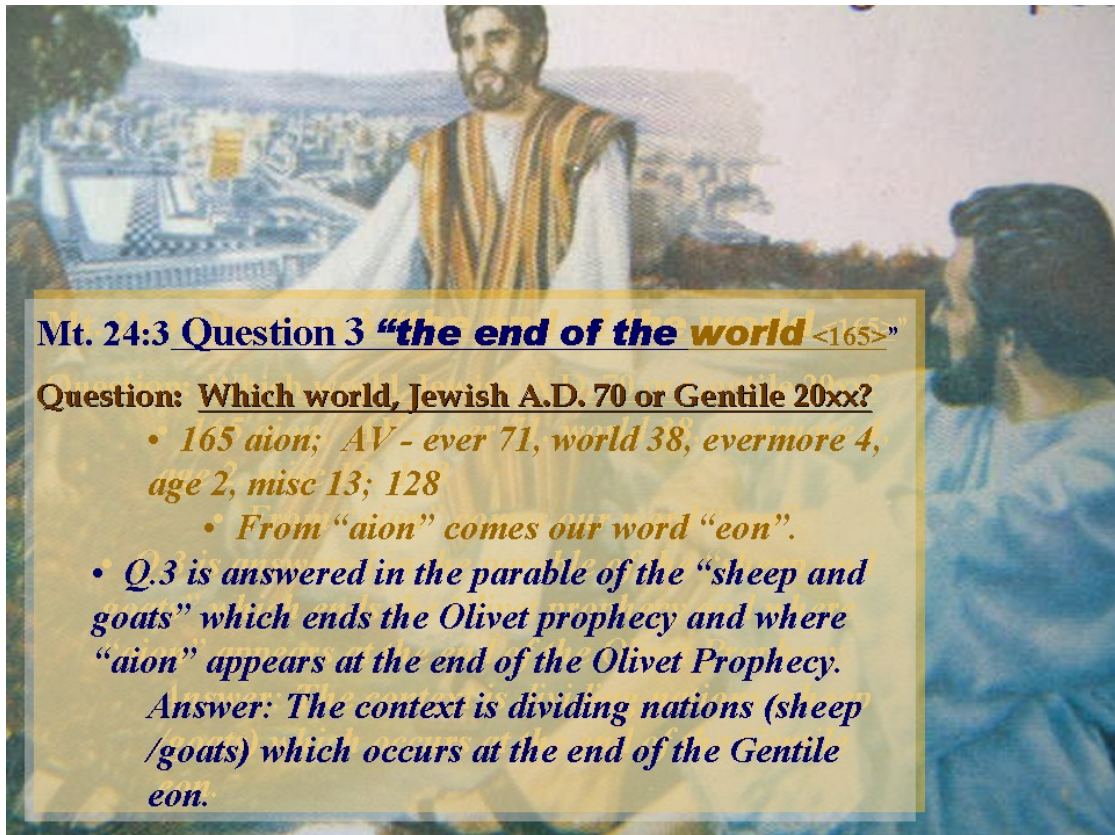 Mt. 24:3 Question 3 “the end of the world <165>”
Question: Which world, Jewish A.D. 70 or Gentile 20xx?
• 165 aion; AV - ever 71, world 38, evermore 4,
age 2, misc 13; 128
• From “aion” comes our word “eon”.
• Q.3 is answered in the parable of the “sheep and
goats” which ends the Olivet prophecy and where
“aion” appears at the end of the Olivet Prophecy.
Answer: The context is dividing nations (sheep
/goats) which occurs at the end of the Gentile
eon.